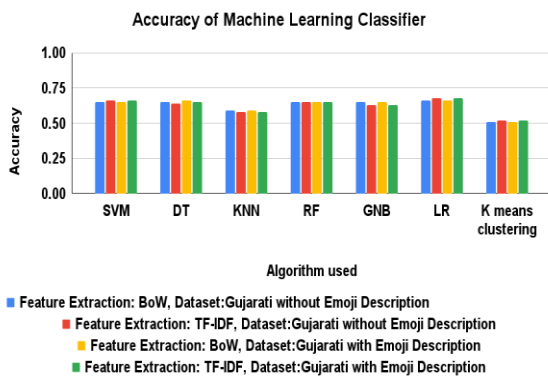 Accuracy of Machine Learning Classifier
1.00
0.75
0.50
0.25
0.00
Accuracy
SVM DT KNN RF GNB LR K means
clustering
Algorithm used
Feature Extraction: BoW, Dataset:Gujarati without Emoji Description
Feature Extraction: TF-IDF, Dataset:Gujarati without Emoji Description
Feature Extraction: BoW, Dataset:Gujarati with Emoji Description
Feature Extraction: TF-IDF, Dataset:Gujarati with Emoji Description